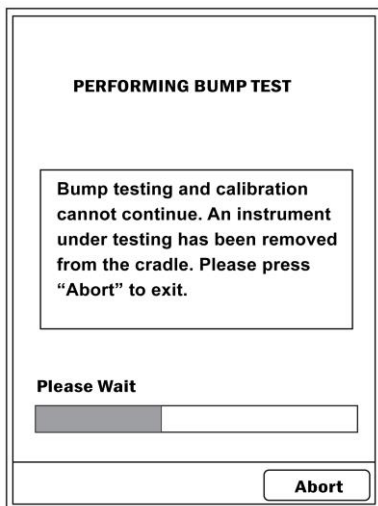 PERFORMING BUMP TEST
Bump testing and calibration
cannot continue. An instrument
under testing has been removed
from the cradle. Please press
“Abort” to exit.
Please Wait
Abort